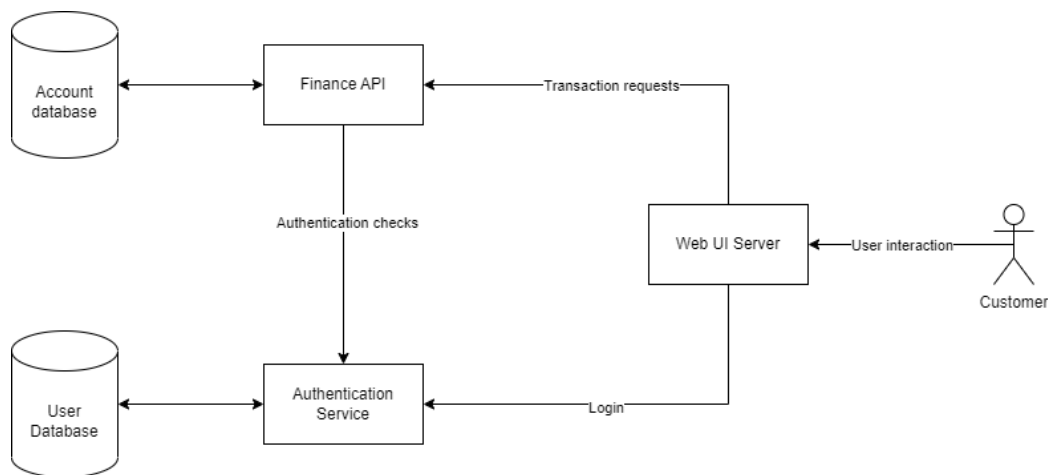 Account
database
Finance API
Transaction requests
Authentication checks
Web UI Server
User interaction
Customer
User
Database
Authentication
Service
Login